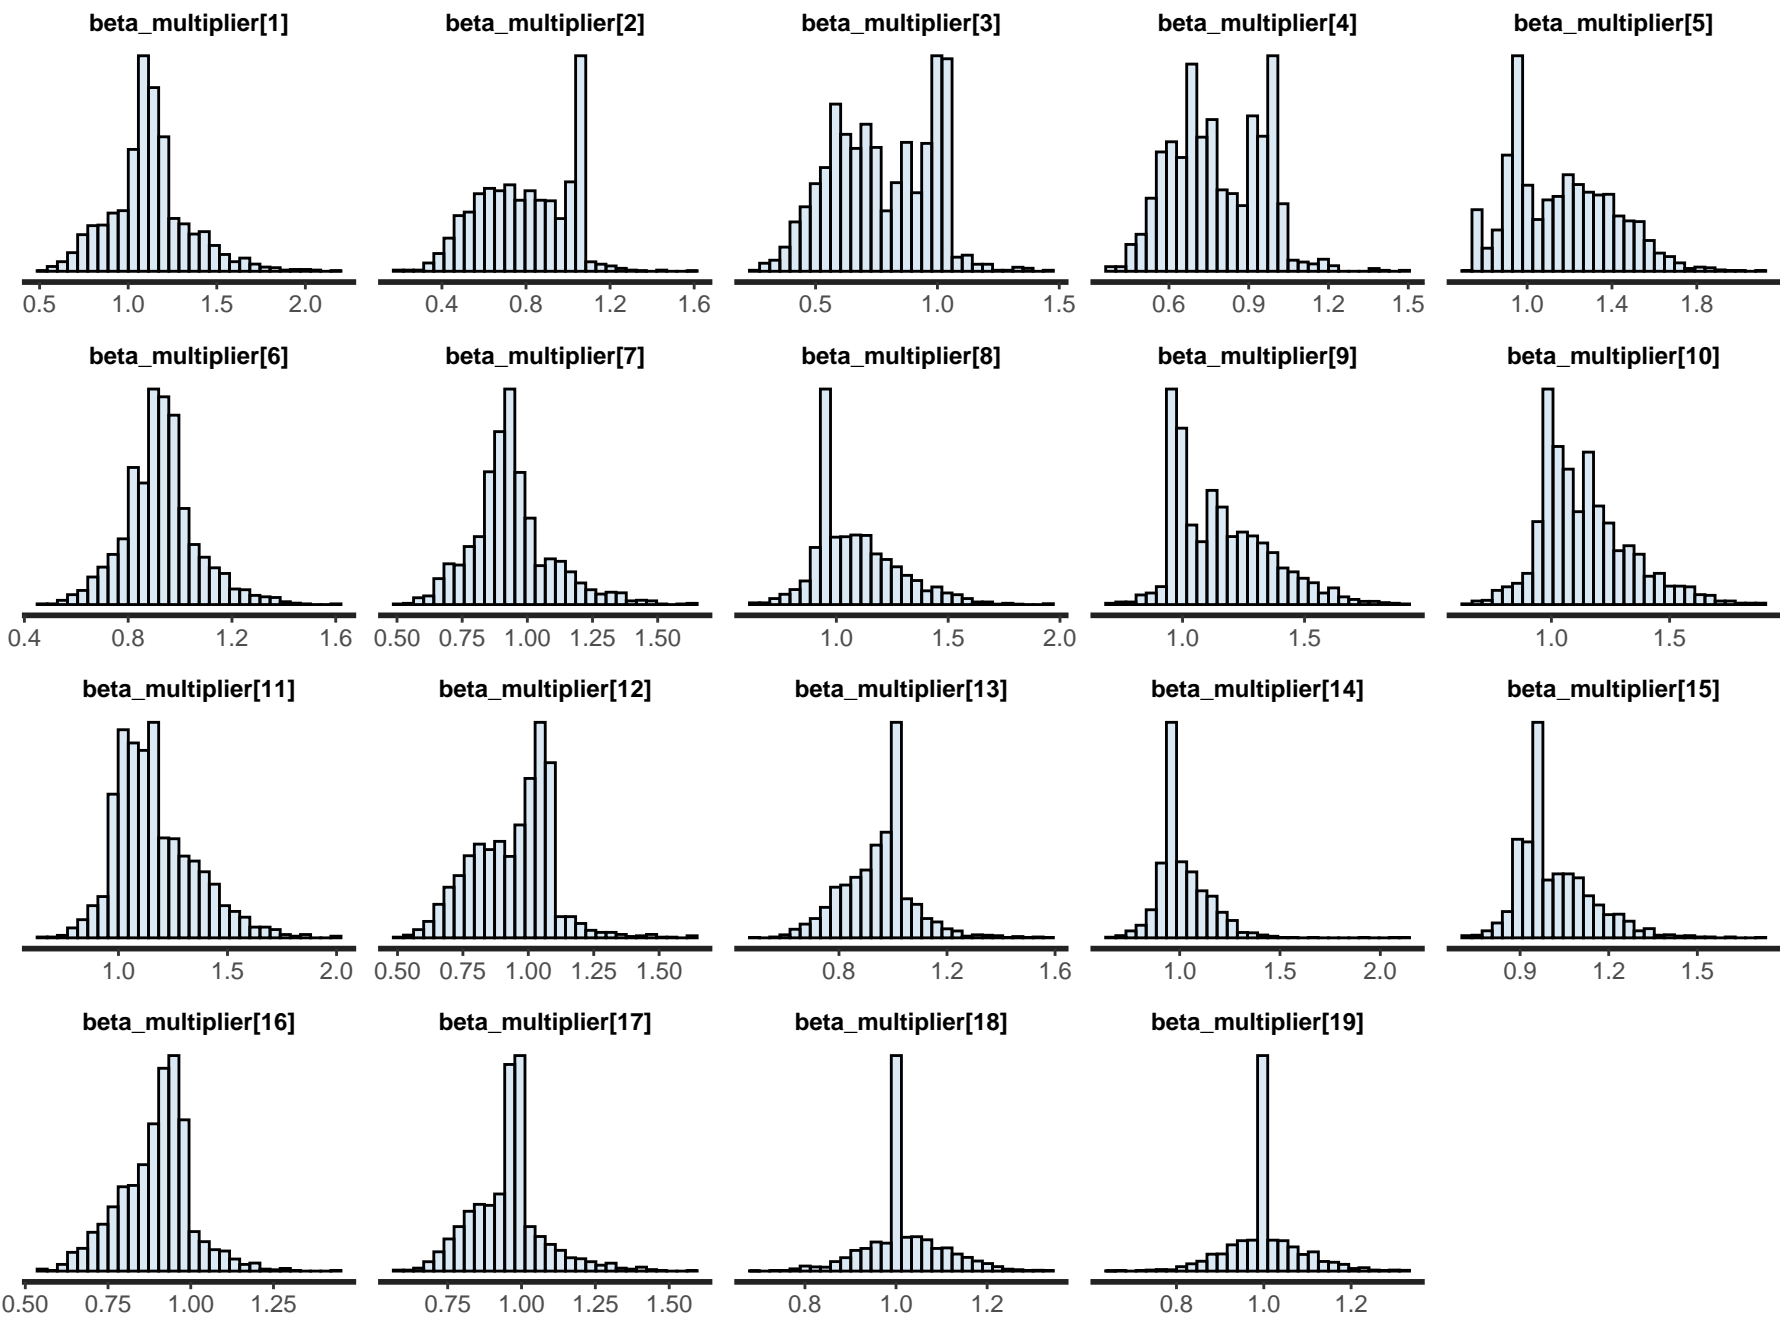 beta_multiplier[1] beta_multiplier[2] beta_multiplier[3] beta_multiplier[4] beta_multiplier[5]
0.5 1.0 1.5 2.0 0.4 0.8 1.2 1.6 0.5 1.0 1.5 0.6 0.9 1.2 1.5 1.0 1.4 1.8
beta_multiplier[6] beta_multiplier[7] beta_multiplier[8] beta_multiplier[9] beta_multiplier[10]
0.4 0.8 1.2 1.6 0.50 0.75 1.00 1.25 1.50 1.0 1.5 2.0 1.0 1.5 1.0 1.5
beta_multiplier[11] beta_multiplier[12] beta_multiplier[13] beta_multiplier[14] beta_multiplier[15]
1.0 1.5 2.0 0.50 0.75 1.00 1.25 1.50 0.8 1.2 1.6 1.0 1.5 2.0 0.9 1.2 1.5
beta_multiplier[16] beta_multiplier[17] beta_multiplier[18] beta_multiplier[19]
0.50 0.75 1.00 1.25 0.75 1.00 1.25 1.50 0.8 1.0 1.2 0.8 1.0 1.2